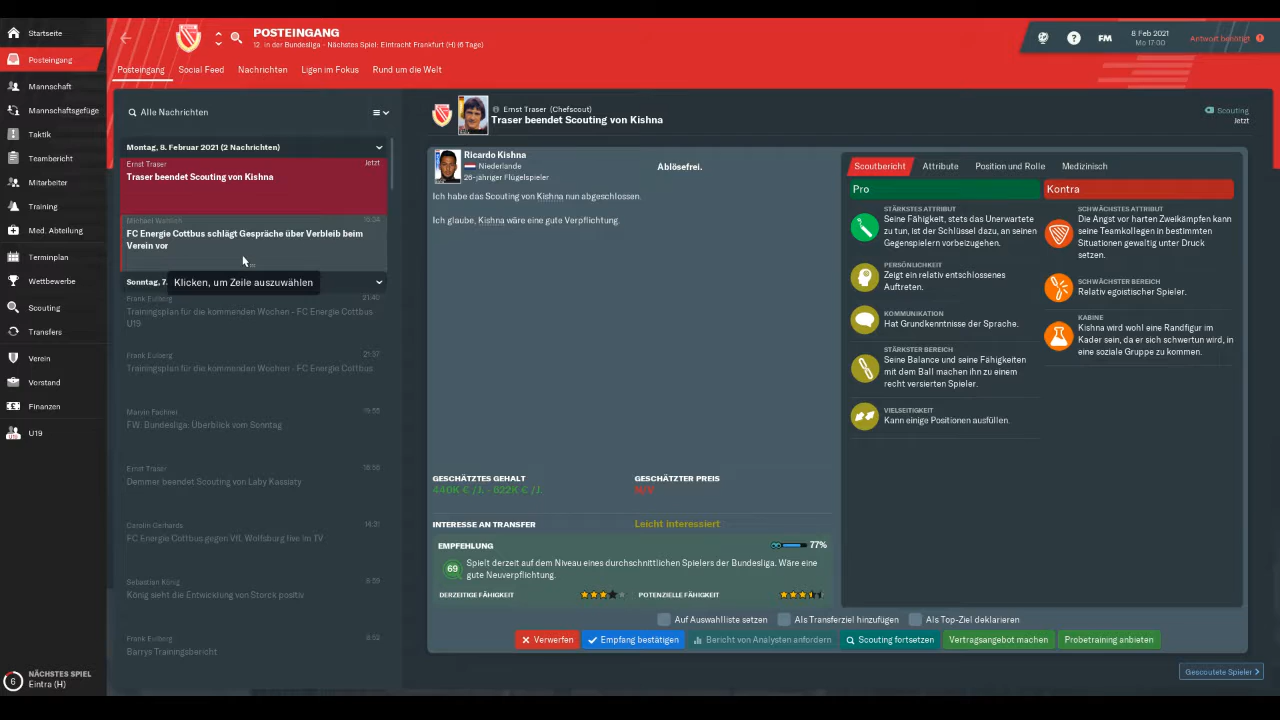 Startseite
Posteingang
Mannschaft
Mannschaftsgefüge
Taktik
Teambericht
Mitarbeiter
Training
Med. Abteilung
Terminplan
Wettbewerbe
Scouting
Transfers
Verein
Vorstand
Finanzen
U19
NÄCHSTES SPIEL
6
Eintra (H)
POSTEINGANG
12. in der Bundesliga - Nächstes Spiel: Eintracht Frankfurt (H) (6 Tage)
FM
8 Feb 2021
Mo 17:00
Antwort benötigt
Posteingang Social Feed Nachrichten Ligen im Fokus Rund um die Welt
Alle Nachrichten
Montag, 8. Februar 2021 (2 Nachrichten)
Ernst Traser Jetzt
Traser beendet Scouting von Kishna
FC Energie Cottbus schlägt Gespräche über Verbleib beim
Verein vor
Sonntag, 7.
Klicken, um Zeile auszuwählen
Frank Eulberg 21:40
Trainingsplan für die kommenden Wochen - FC Energie Cottbus
U19
Frank Eulberg 21:37
Trainingsplan für die kommenden Wochen - FC Energie Cottbus
FW. Bundesliga: Überblick vom Sonntag
Ernst Traser
Demmer beendet Scouting von Laby Kassiaty
Carolin Gerhards 14:31
FC Energie Cottbus gegen VfL Wolfsburg live im TV
Sebastian König
König sieht die Entwicklung von Storck positiv
Frank Eulberg
Barrys Trainingsbericht
Ernst Traser (Chefscout)
Traser beendet Scouting von Kishna
Scouting
Jetzt
Ricardo Kishna
Niederlande
26-jähriger Flügelspieler
Ablösefrei.
Ich habe das Scouting von Kishna nun abgeschlossen.
Ich glaube, Kishna wäre eine gute Verpflichtung.
GESCHÄTZTES GEHALT
440K € /J. - 622K € /J.
GESCHÄTZTER PREIS
N/V
INTERESSE AN TRANSFER
Leicht interessiert
EMPFEHLUNG
77%
69
Spielt derzeit auf dem Niveau eines durchschnittlichen Spielers der Bundesliga. Wäre eine
gute Neuverpflichtung.
DERZEITIGE FÄHIGKEIT
POTENZIELLE FÄHIGKEIT
Scoutbericht Attribute Position und Rolle Medizinisch
Pro
STÄRKSTES ATTRIBUT
Seine Fähigkeit, stets das Unerwartete
zu tun, ist der Schlüssel dazu, an seinen
Gegenspielern vorbeizugehen.
PERSÖNLICHKEIT
Zeigt ein relativ entschlossenes
Auftreten.
KOMMUNIKATION
Hat Grundkenntnisse der Sprache.
STÄRKSTER BEREICH
Seine Balance und seine Fähigkeiten
mit dem Ball machen ihn zu einem
recht versierten Spieler.
VIELSEITIGKEIT
Kann einige Positionen ausfüllen.
Kontra
SCHWÄCHSTES ATTRIBUT
Die Angst vor harten Zweikämpfen kann
seine Teamkollegen in bestimmten
Situationen gewaltig unter Druck
setzen.
SCHWÄCHSTER BEREICH
Relativ egoistischer Spieler.
KABINE
Kishna wird wohl eine Randfigur im
Kader sein, da er sich schwertun wird, in
eine soziale Gruppe zu kommen.
Auf Auswahlliste setzen Als Transferziel hinzufügen Als Top-Ziel deklarieren
Verwerfen Empfang bestätigen Bericht von Analysten anfordern Scouting fortsetzen Vertragsangebot machen Probetraining anbieten
Gescoutete Spieler